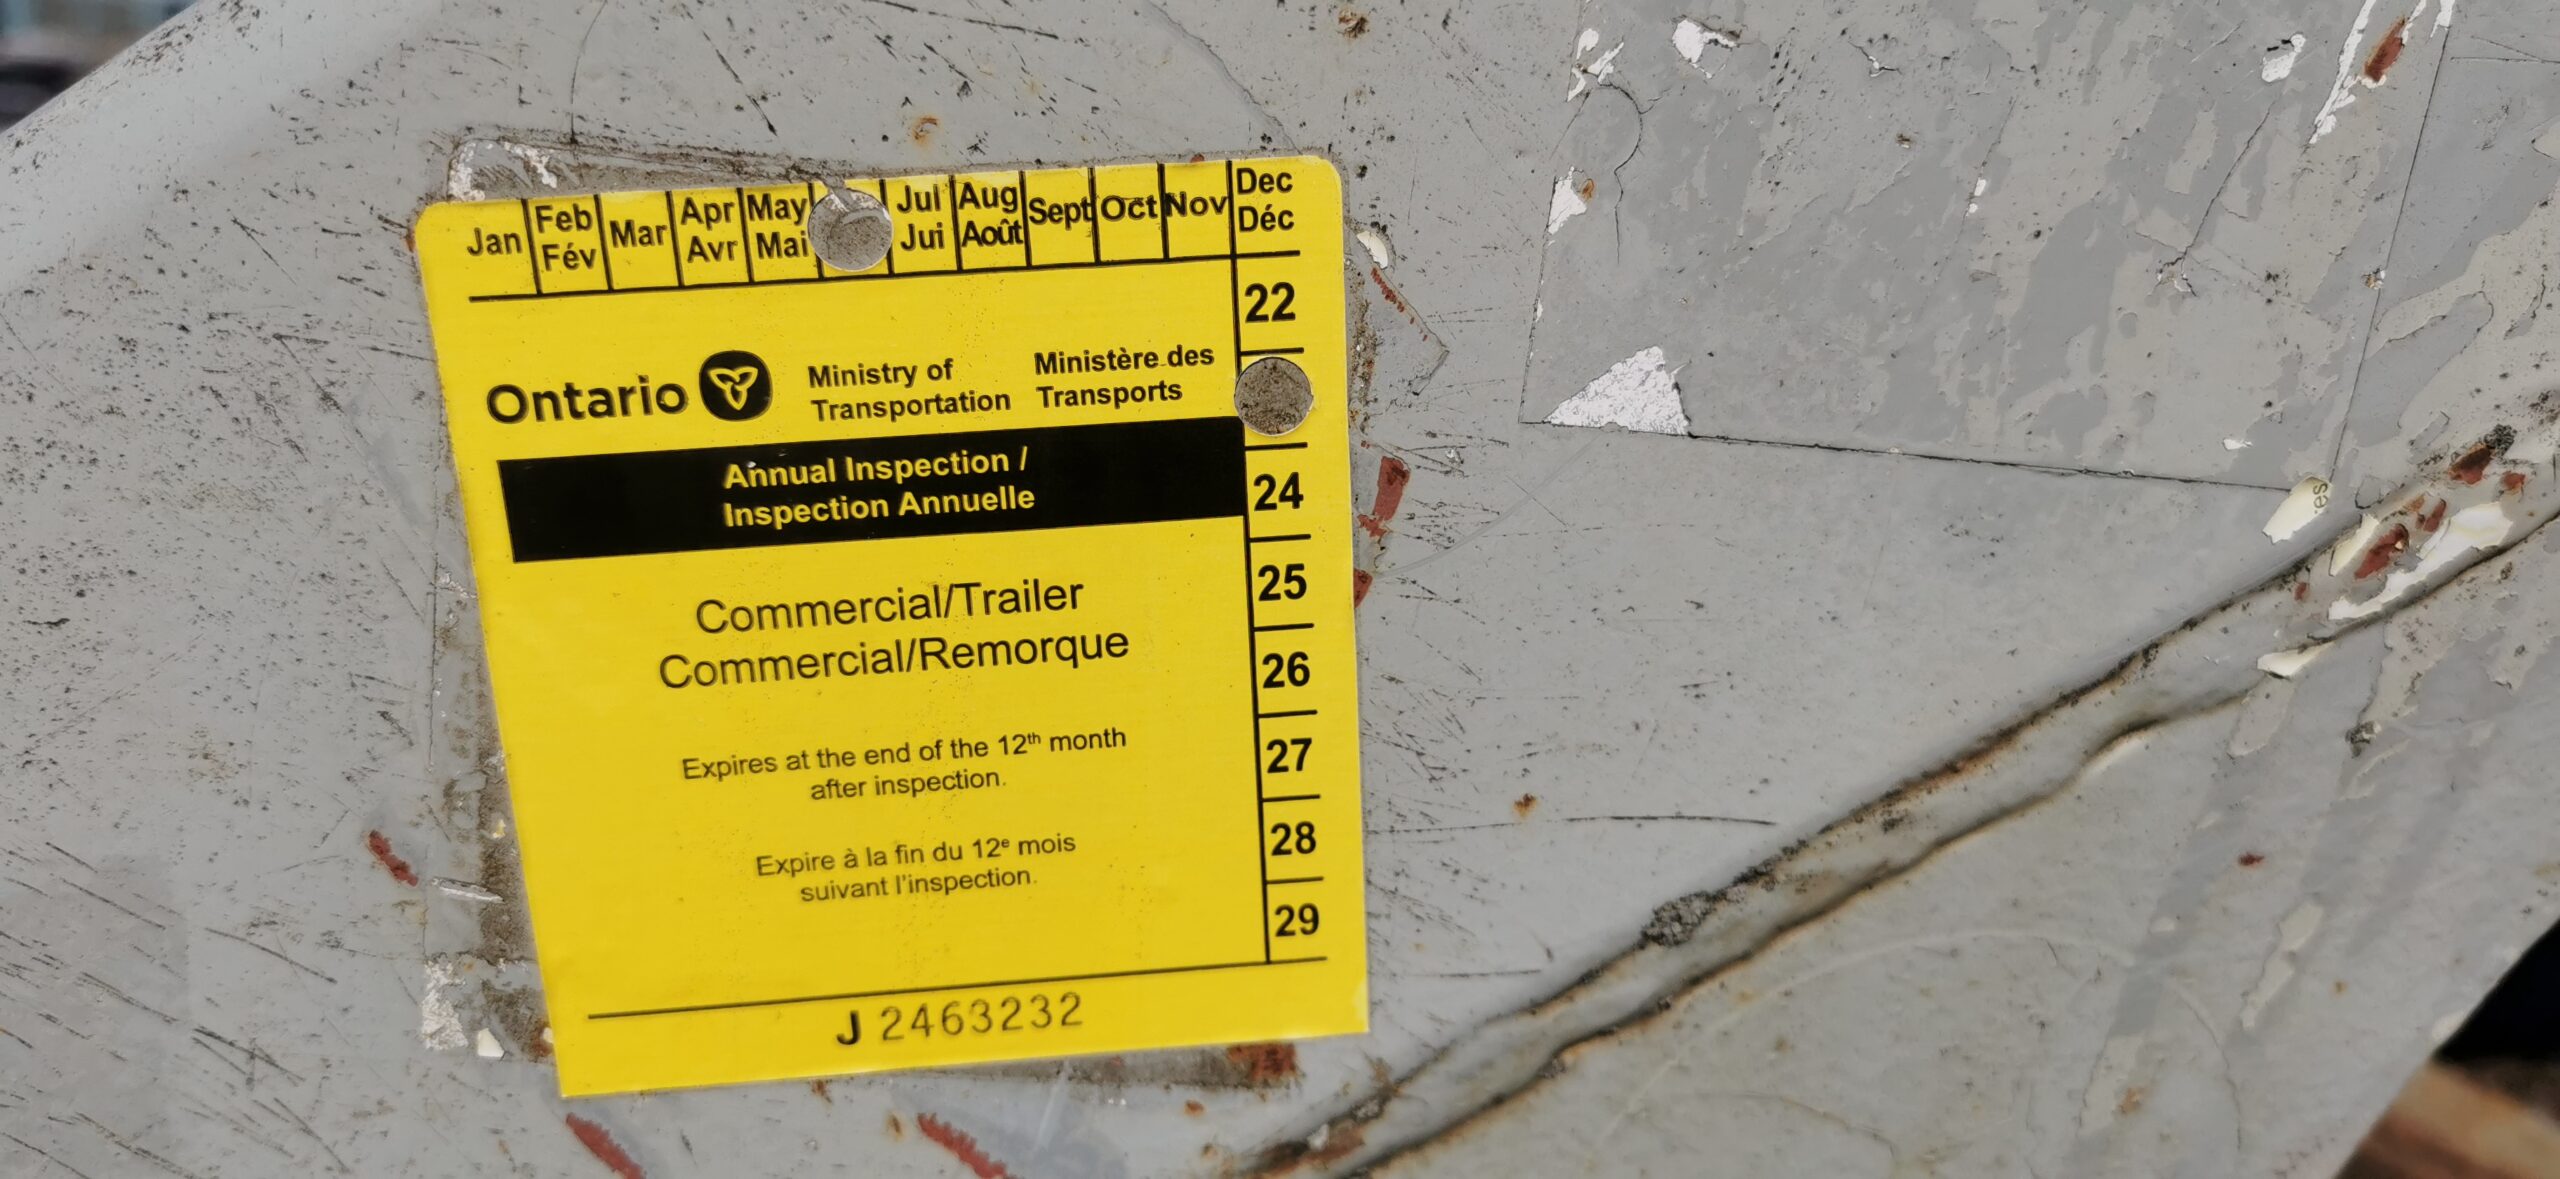 Jan Feb Mar Apr May Jul Aug Sept Oct Nov Dec
Fév Avr Mai Jui Août Déc
22
Ontario Ministry of Ministère des
Transportation Transports
Annual Inspection /
Inspection Annuelle
24
25
Commercial/Trailer
Commercial/Remorque
26
Expires at the end of the 12th month
after inspection.
27
Expire à la fin du 12e mois
suivant l'inspection.
28
29
J 2463232
es